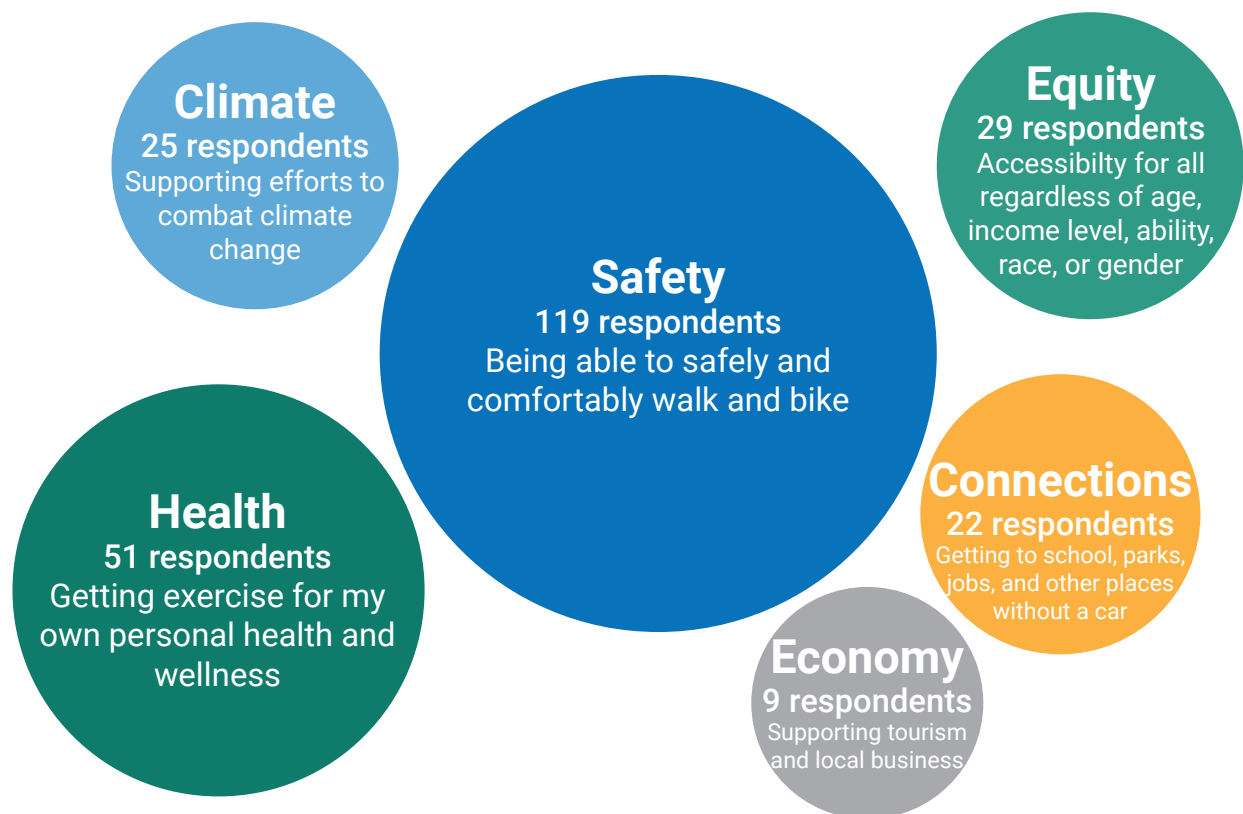 Climate
25 respondents
Supporting efforts to
combat climate
change
Safety
119 respondents
Being able to safely and
comfortably walk and bike
Equity
29 respondents
Accessibilty for all
regardless of age,
income level, ability,
race, or gender
Health
51 respondents
Getting exercise for my
own personal health and
wellness
Connections
22 respondents
Getting to school, parks,
jobs, and other places
without a car
Economy
9 respondents
Supporting tourism
and local business